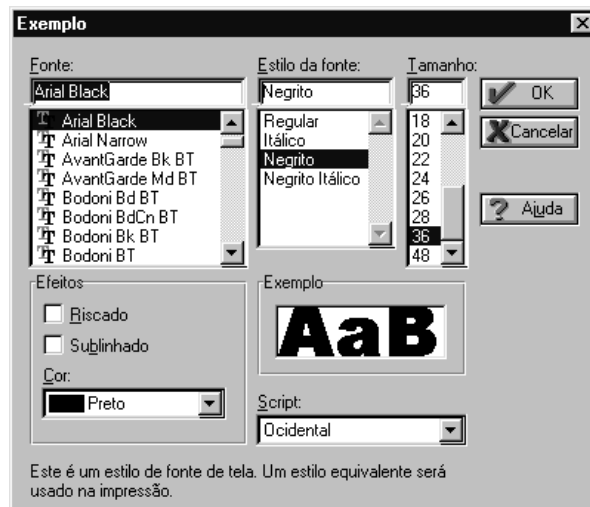 Exemplo
Fonte:
Arial Black
Arial Black
Arial Narrow
AvantGarde Bk BT
AvantGarde Md BT
Bodoni Bd BT
Bodoni BdCn BT
Bodoni Bk BT
Bodoni BT
Estilo da fonte:
Negrito
Regular
Itálico
Negrito
Negrito Itálico
Tamanho:
36
18
20
22
24
26
28
36
48
OK
Cancelar
Ajuda
Efeitos
Riscado
Sublinhado
Cor:
Preto
Exemplo
AaB
Script:
Ocidental
Este é um estilo de fonte de tela. Um estilo equivalente será
usado na impressão.